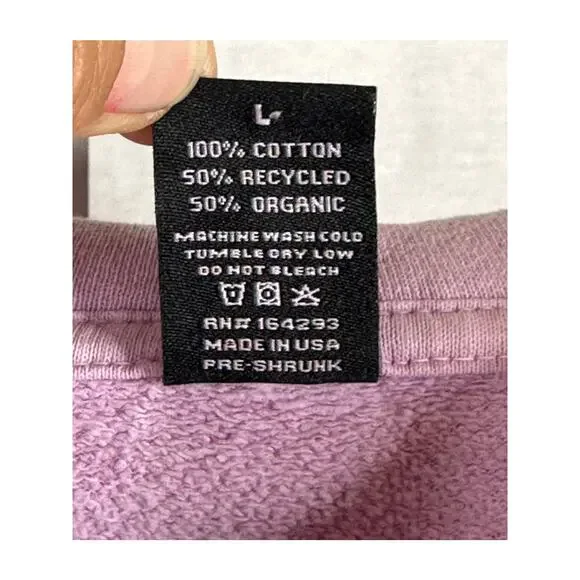 L
100% COTTON
50% RECYCLED
50% ORGANIC
MACHINE WASH COLD
TUMBLE DRY LOW
DO NOT BLEACH
RN# 164293
MADE IN USA
PRE-SHRUNK